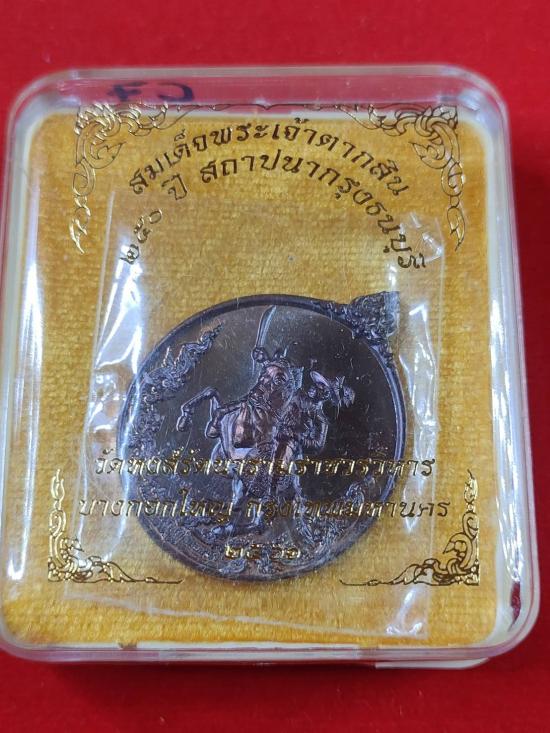 สมเด็จพระเจ้าตากสิน
๒๕๐ ปี สถาปนากรุงธนบุรี
วัดหงส์รัตนารามราชวรวิหาร
บางกอกใหญ่ กรุงเทพมหานคร
๒๕๖๑